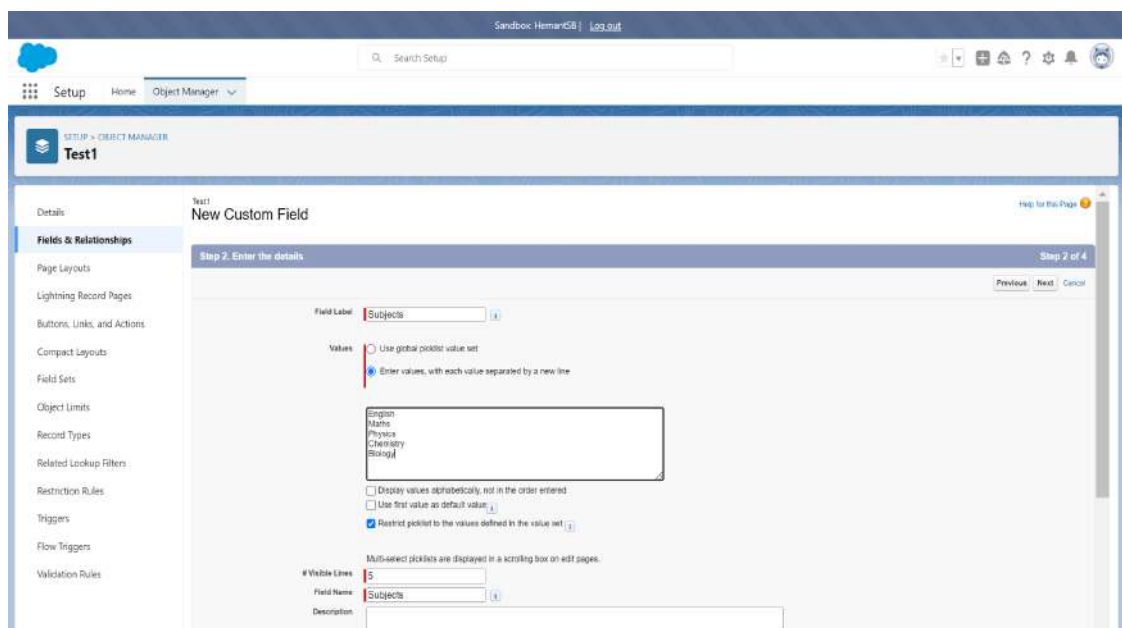 Sandbox: HemantSB | Log out
Search Setup
Setup
Home
Object Manager
SETUP > OBJECT MANAGER
Test1
Details
Fields & Relationships
Page Layouts
Lightning Record Pages
Buttons, Links, and Actions
Compact Layouts
Field Sets
Object Limits
Record Types
Related Lookup Filters
Restriction Rules
Triggers
Flow Triggers
Validation Rules
Test1
New Custom Field
Help for this Page
Step 2. Enter the details
Step 2 of 4
Previous Next Cancel
Field Label Subjects
Values Use global picklist value set
Enter values, with each value separated by a new line
English
Maths
Physics
Chemistry
Biology
Display values alphabetically, not in the order entered
Use first value as default value
Restrict picklist to the values defined in the value set
Multi-select picklists are displayed in a scrolling box on edit pages.
# Visible Lines 5
Field Name Subjects
Description